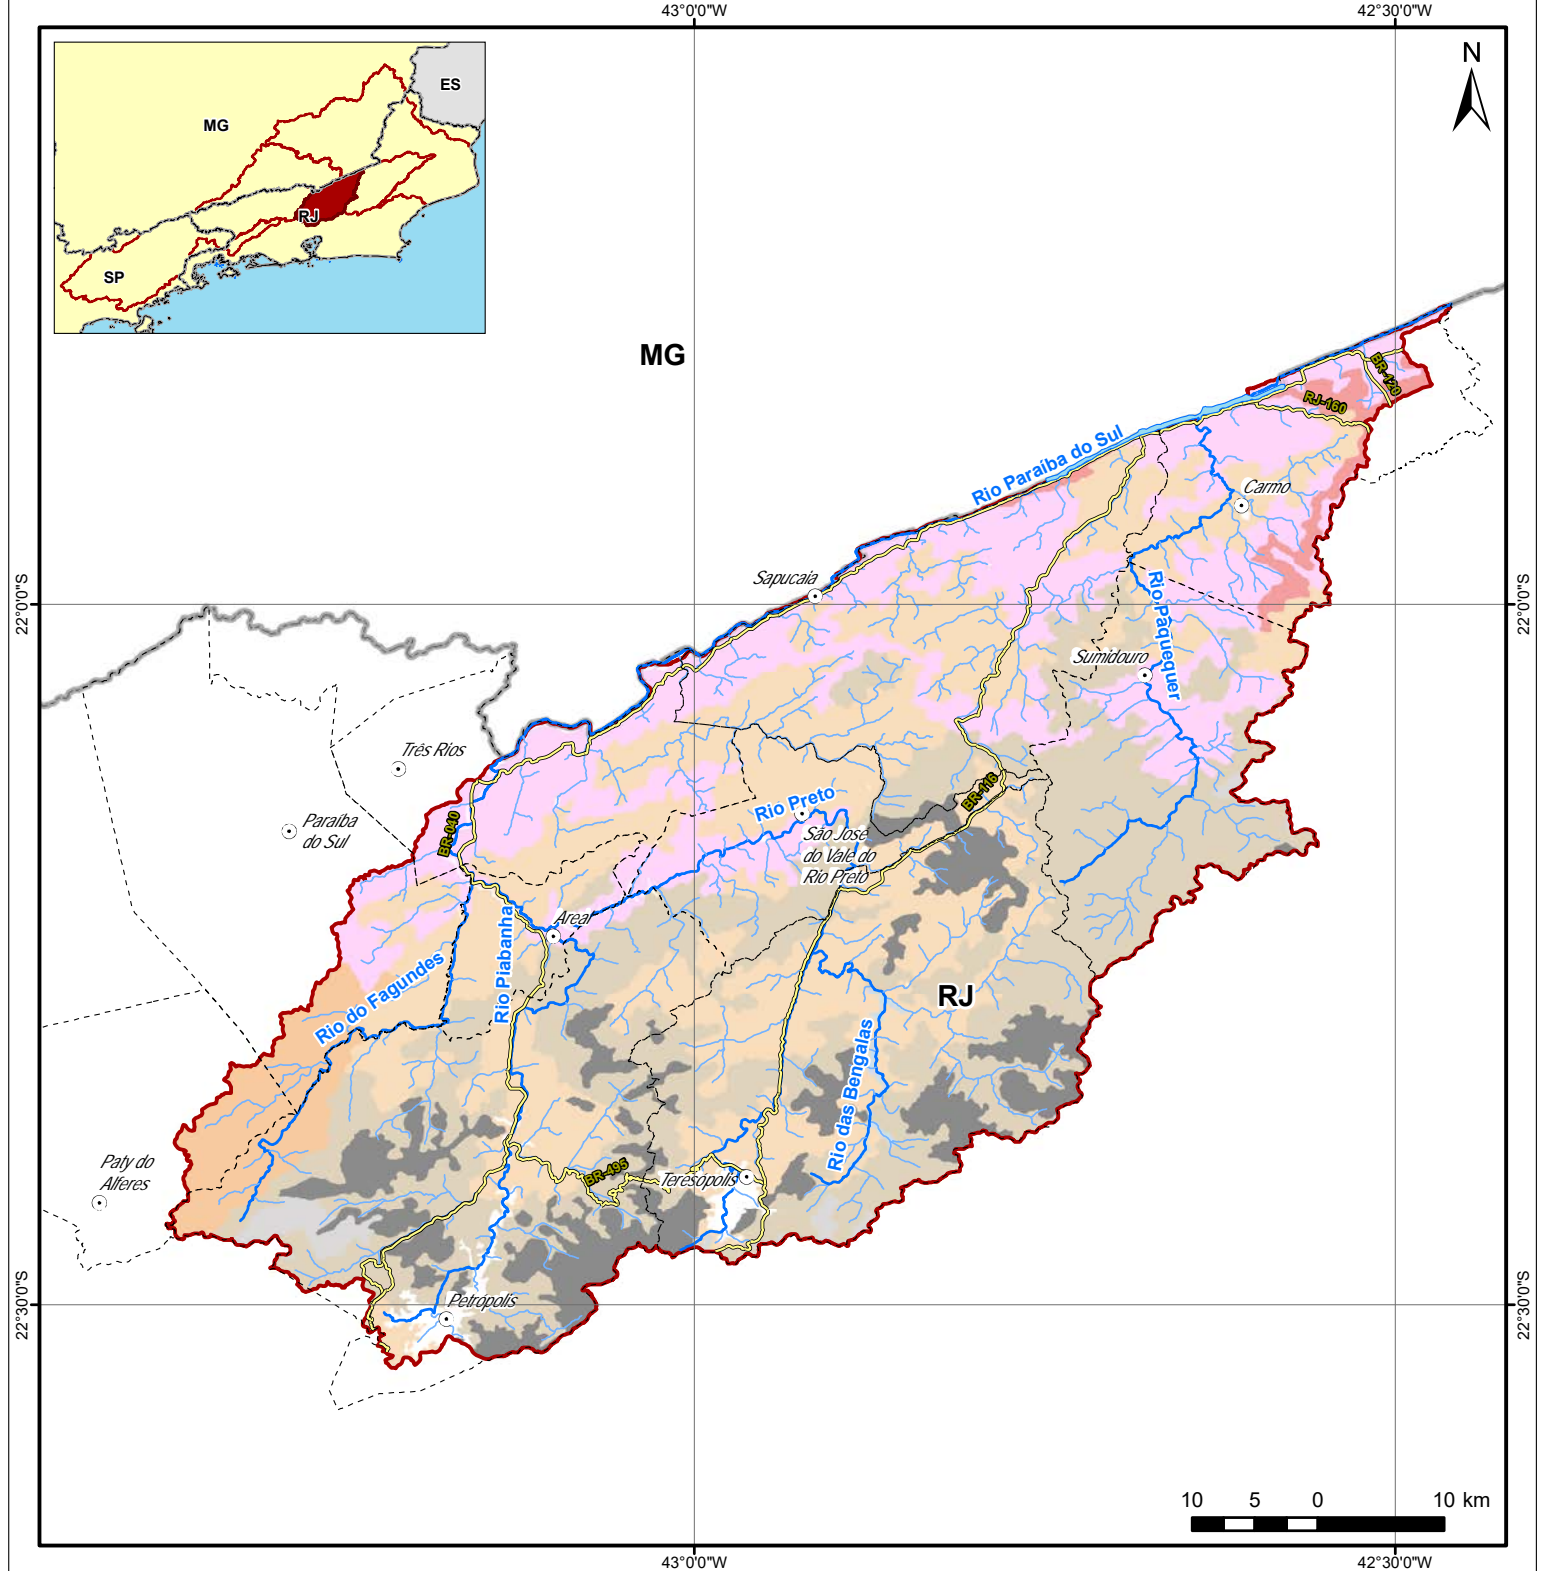 43°0'0"W
42°30'0"W
N
ES
MG
RJ
SP
MG
BR-120
RJ-160
Rio Paraíba do Sul
Carmo
Sapucaia
22°0'0"S
22°0'0"S
Rio Paquequer
Sumidouro
Três Rios
BR-116
Rio Preto
Paraíba
do Sul
BR-040
São José
do Vale do
Rio Preto
Areal
Rio Piabanha
Rio do Fagundes
RJ
Rio das Bengalas
Paty do
Alferes
BR-495
Teresópolis
22°30'0"S
22°30'0"S
Petrópolis
10 5 0 10 km
43°0'0"W
42°30'0"W